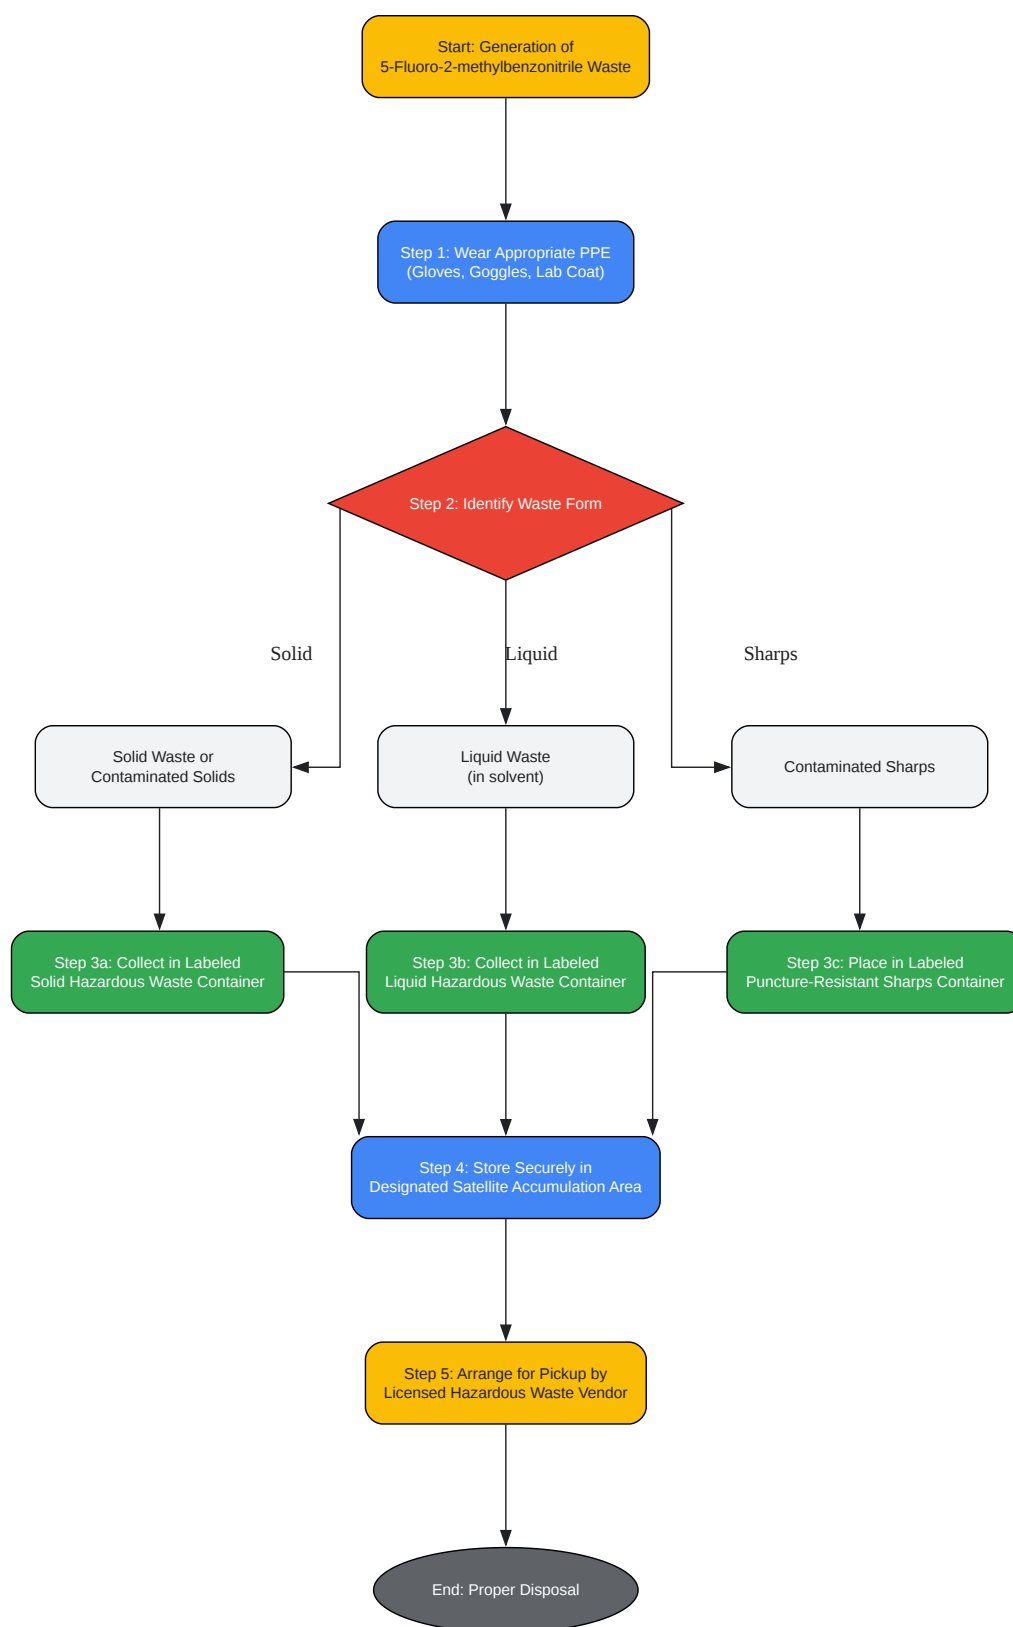 Start: Generation of
5-Fluoro-2-methylbenzonitrile Waste
Step 1: Wear Appropriate PPE
(Gloves, Goggles, Lab Coat)
Step 2: Identify Waste Form
Solid
Liquid
Sharps
Solid Waste or
Contaminated Solids
Liquid Waste
(in solvent)
Contaminated Sharps
Step 3a: Collect in Labeled
Solid Hazardous Waste Container
Step 3b: Collect in Labeled
Liquid Hazardous Waste Container
Step 3c: Place in Labeled
Puncture-Resistant Sharps Container
Step 4: Store Securely in
Designated Satellite Accumulation Area
Step 5: Arrange for Pickup by
Licensed Hazardous Waste Vendor
End: Proper Disposal